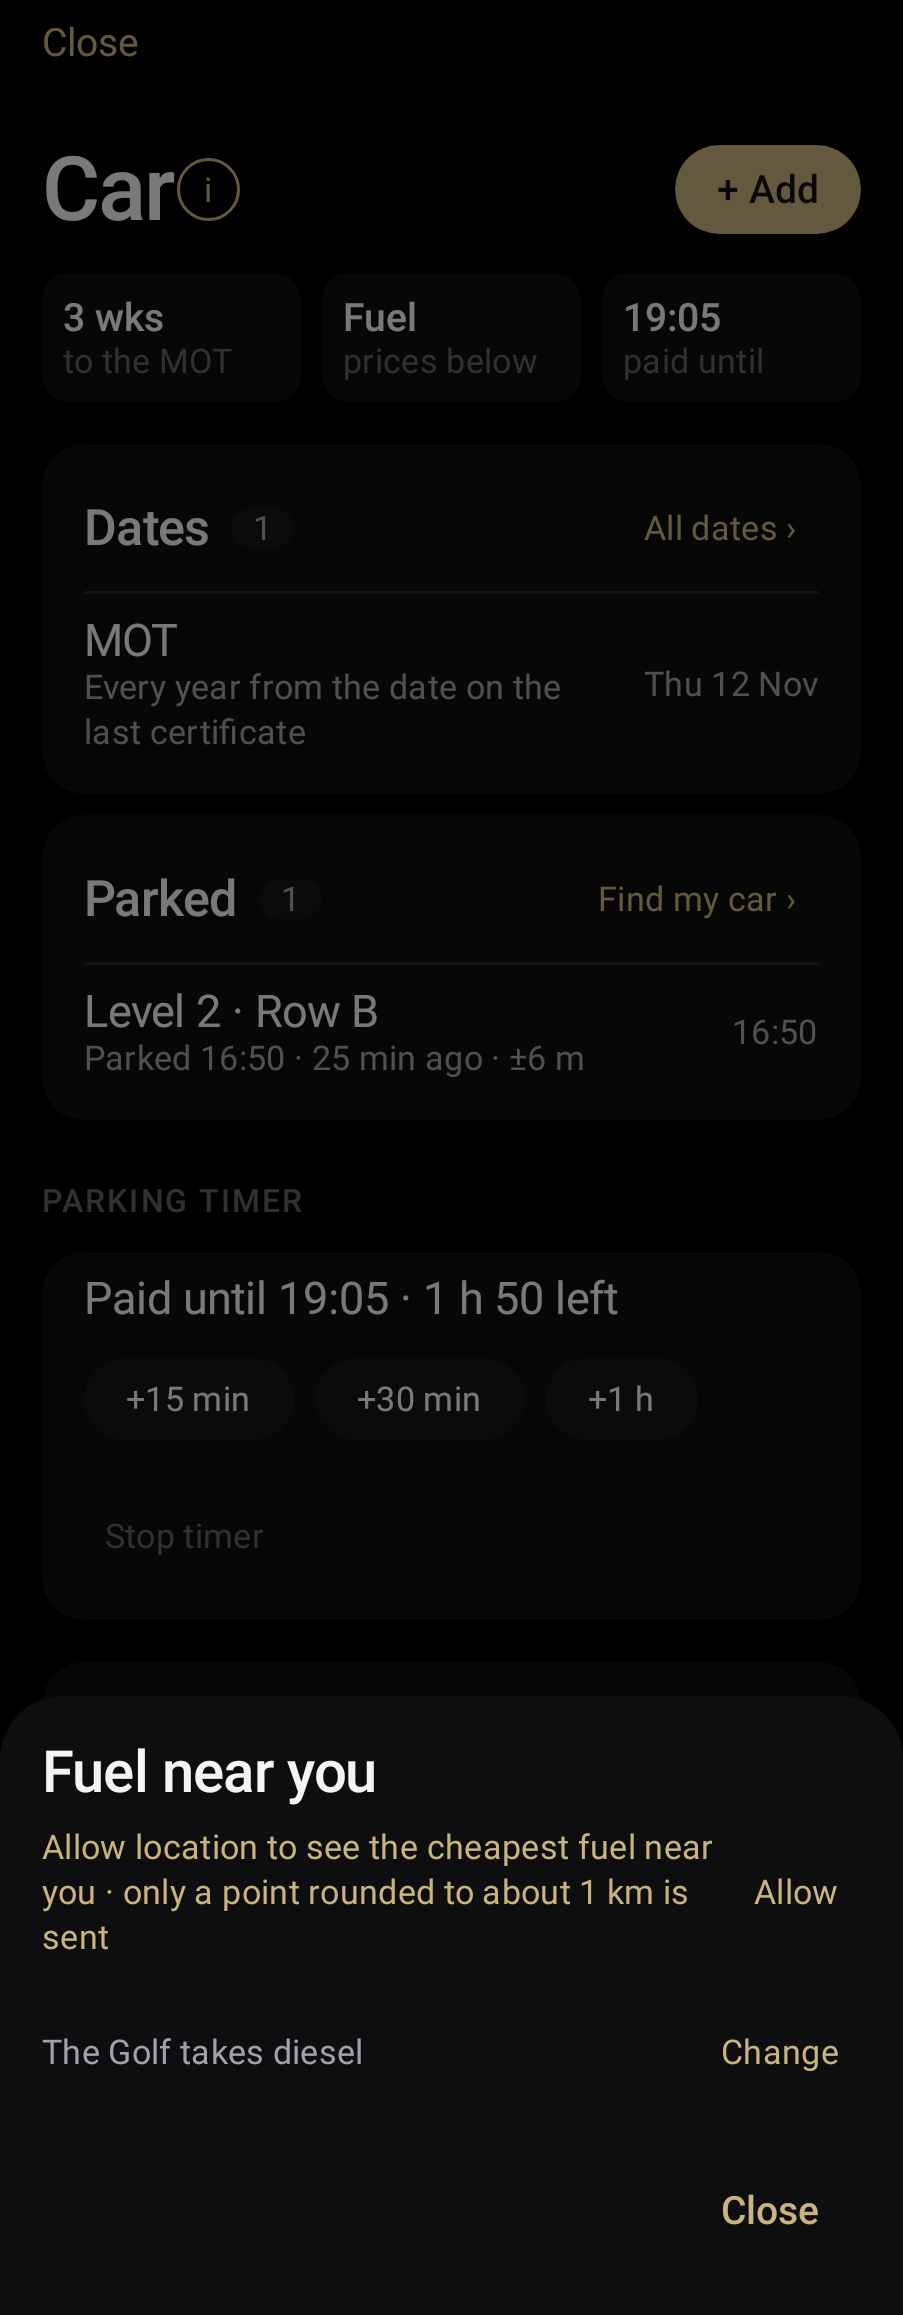 Close
Car i
+ Add
3 wks
to the MOT
Fuel
prices below
19:05
paid until
Dates 1 All dates ›
MOT
Every year from the date on the
last certificate
Thu 12 Nov
Parked 1 Find my car ›
Level 2 · Row B
Parked 16:50 · 25 min ago · ±6 m
16:50
PARKING TIMER
Paid until 19:05 · 1 h 50 left
+15 min +30 min +1 h
Stop timer
Fuel near you
Allow location to see the cheapest fuel near
you · only a point rounded to about 1 km is
sent
Allow
The Golf takes diesel Change
Close